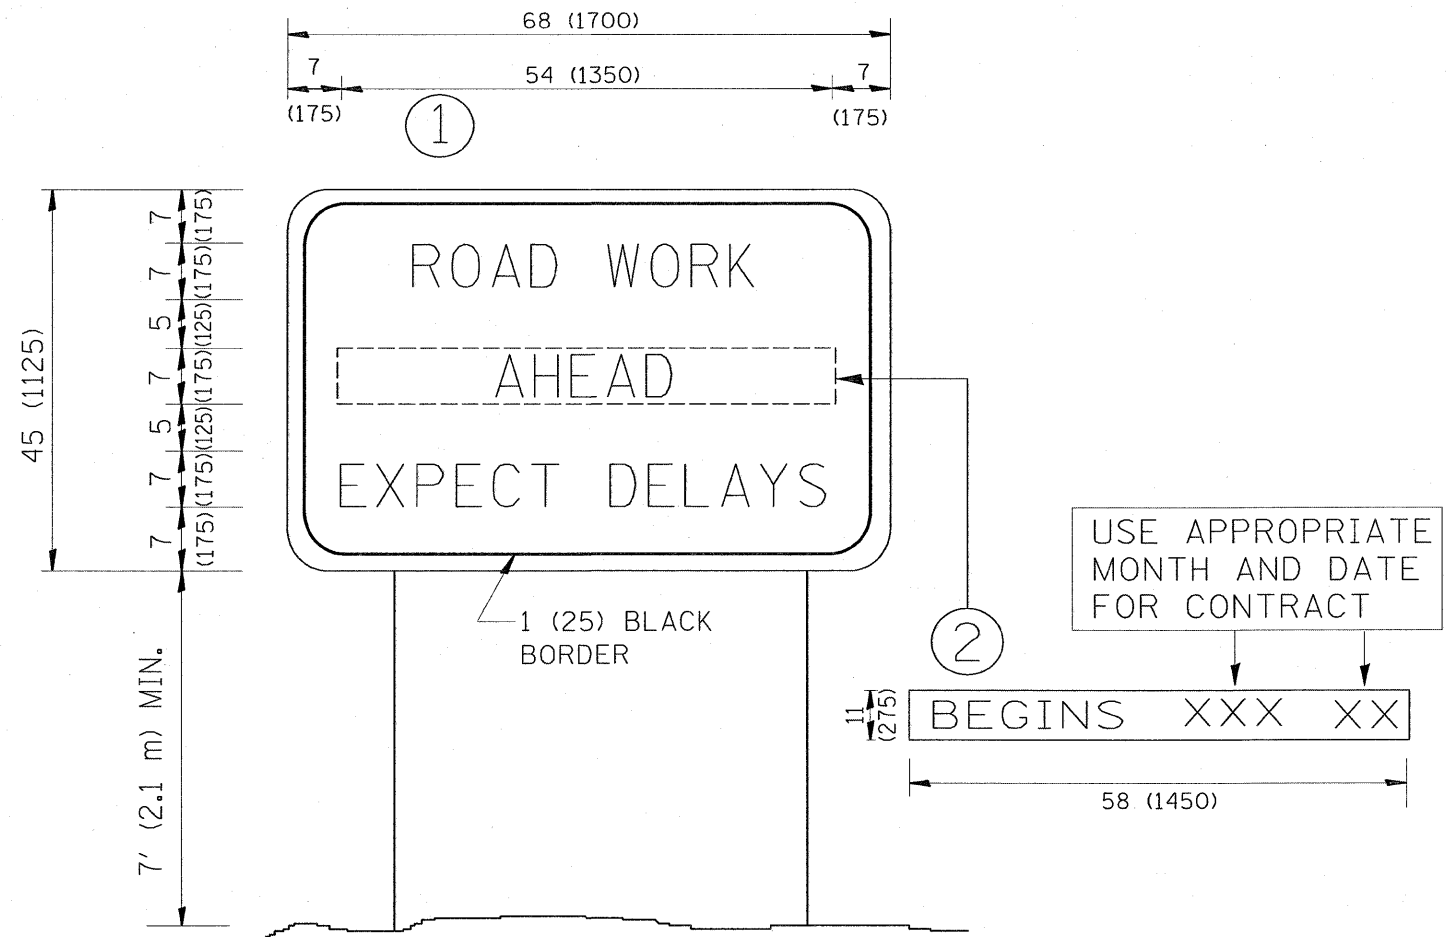 68 (1700)
7
54 (1350)
7
(175)
(175)
1
45 (1125)
7 (175)
7 (175)
5 (125)
7 (175)
5 (125)
7 (175)
7 (175)
ROAD WORK
AHEAD
EXPECT DELAYS
1 (25) BLACK
BORDER
7' (2.1 m) MIN.
USE APPROPRIATE
MONTH AND DATE
FOR CONTRACT
2
11
(275)
BEGINS XXX XX
58 (1450)